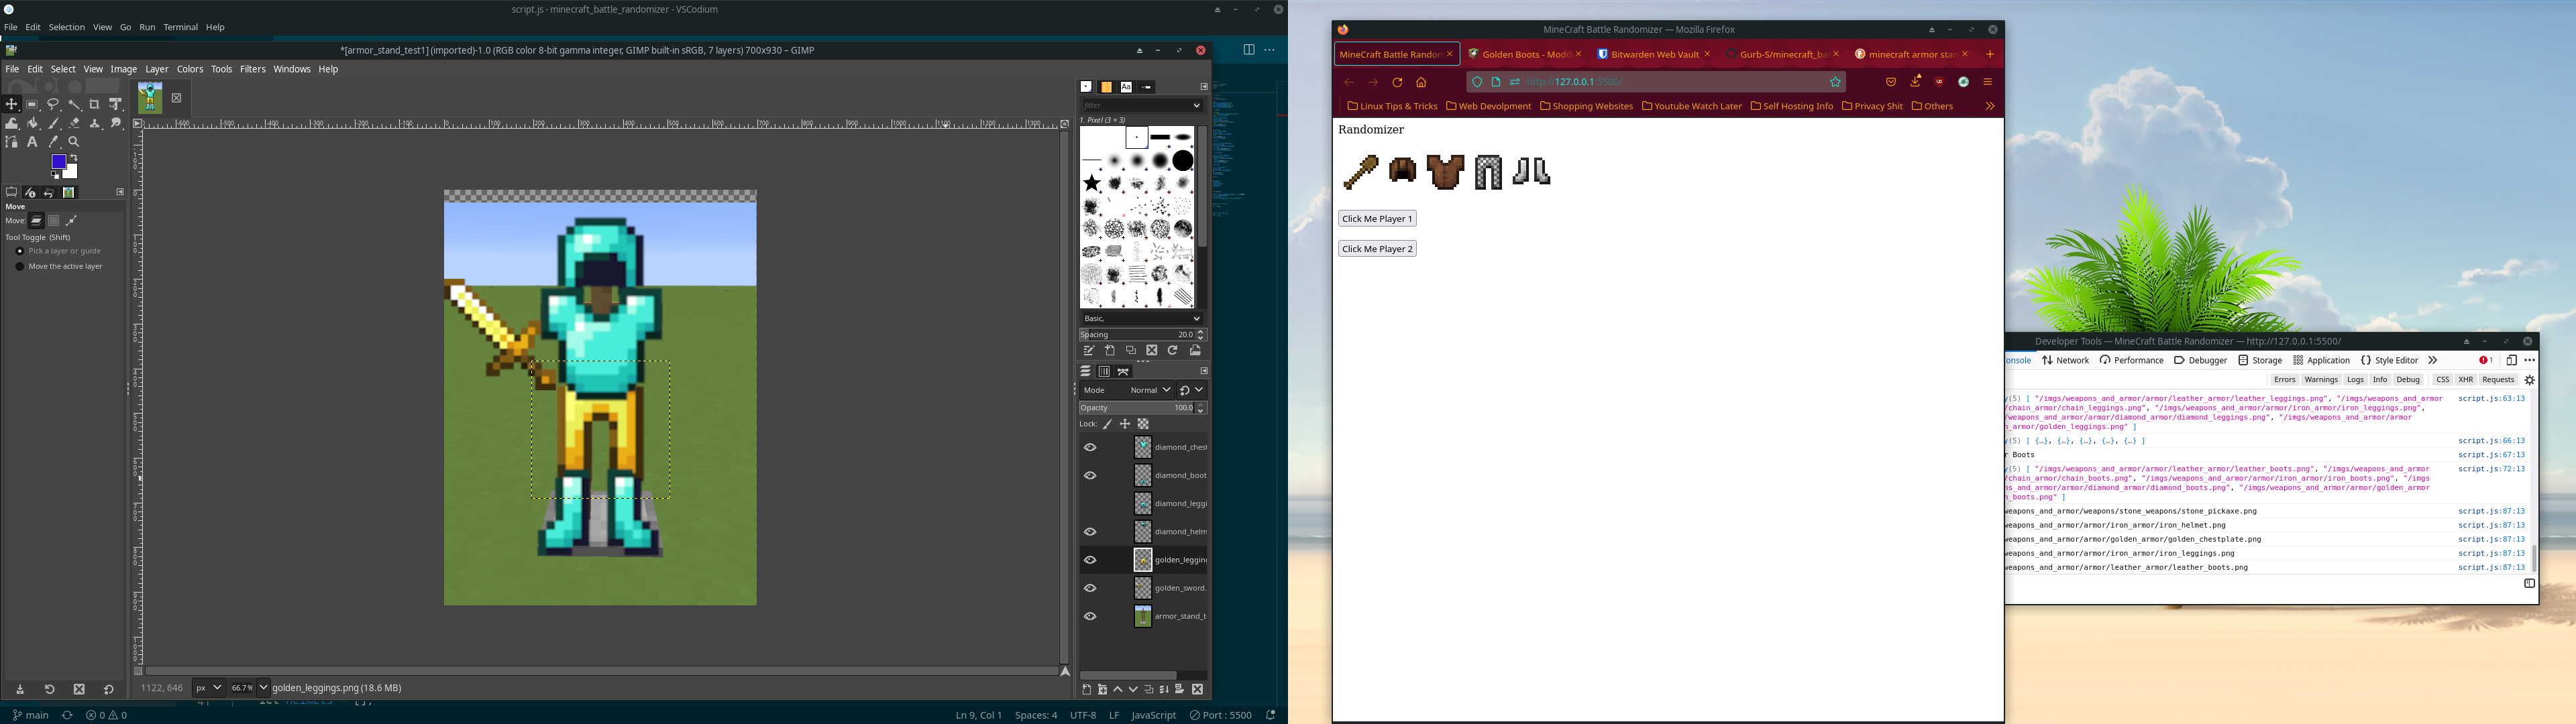 script.js - minecraft_battle_randomizer - VSCodium
File Edit Selection View Go Run Terminal Help
*[armor_stand_test1] (imported)-1.0 (RGB color 8-bit gamma integer, GIMP built-in sRGB, 7 layers) 700x930 – GIMP
File Edit Select View Image Layer Colors Tools Filters Windows Help
Move
Move:
Tool Toggle (Shift)
Pick a layer or guide
Move the active layer
filter
1. Pixel (3 × 3)
Basic,
Spacing 20.0
Mode Normal
Opacity 100.0
Lock:
diamond_chest
diamond_boot
diamond_leggi
diamond_helm
golden_leggin
golden_sword.
armor_stand_t
1122, 646 px 66.7% golden_leggings.png (18.6 MB)
main 0 0 Ln 9, Col 1 Spaces: 4 UTF-8 LF JavaScript Port : 5500
MineCraft Battle Randomizer — Mozilla Firefox
MineCraft Battle Randon Golden Boots - Modd Bitwarden Web Vault Gurb-S/minecraft_bat minecraft armor stan
http://127.0.0.1:5500/
Linux Tips & Tricks Web Devolpment Shopping Websites Youtube Watch Later Self Hosting Info Privacy Shit Others
Randomizer
Click Me Player 1
Click Me Player 2
Developer Tools — MineCraft Battle Randomizer — http://127.0.0.1:5500/
onsole Network Performance Debugger Storage Application Style Editor 1
Errors Warnings Logs Info Debug CSS XHR Requests
y(5) [ "/imgs/weapons_and_armor/armor/leather_armor/leather_leggings.png", "/imgs/weapons_and_armor script.js:63:13
/chain_armor/chain_leggings.png", "/imgs/weapons_and_armor/armor/iron_armor/iron_leggings.png",
weapons_and_armor/armor/diamond_armor/diamond_leggings.png", "/imgs/weapons_and_armor/armor
n_armor/golden_leggings.png" ]
y(5) [ {…}, {…}, {…}, {…}, {…} ] script.js:66:13
r Boots script.js:67:13
y(5) [ "/imgs/weapons_and_armor/armor/leather_armor/leather_boots.png", "/imgs/weapons_and_armor script.js:72:13
/chain_armor/chain_boots.png", "/imgs/weapons_and_armor/armor/iron_armor/iron_boots.png", "/imgs
ns_and_armor/armor/diamond_armor/diamond_boots.png", "/imgs/weapons_and_armor/armor/golden_armor
n_boots.png" ]
weapons_and_armor/weapons/stone_weapons/stone_pickaxe.png script.js:87:13
weapons_and_armor/armor/iron_armor/iron_helmet.png script.js:87:13
weapons_and_armor/armor/golden_armor/golden_chestplate.png script.js:87:13
weapons_and_armor/armor/iron_armor/iron_leggings.png script.js:87:13
weapons_and_armor/armor/leather_armor/leather_boots.png script.js:87:13